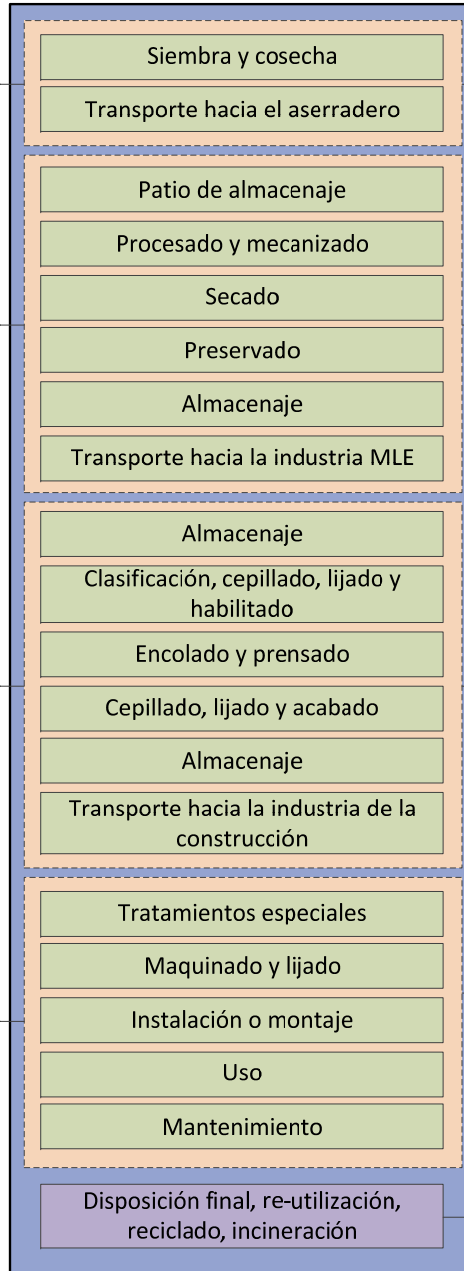 Siembra y cosecha
Transporte hacia el aserradero
Patio de almacenaje
Procesado y mecanizado
Secado
Preservado
Almacenaje
Transporte hacia la industria MLE
Almacenaje
Clasificación, cepillado, lijado y
habilitado
Encolado y prensado
Cepillado, lijado y acabado
Almacenaje
Transporte hacia la industria de la
construcción
Tratamientos especiales
Maquinado y lijado
Instalación o montaje
Uso
Mantenimiento
Disposición final, re-utilización,
reciclado, incineración